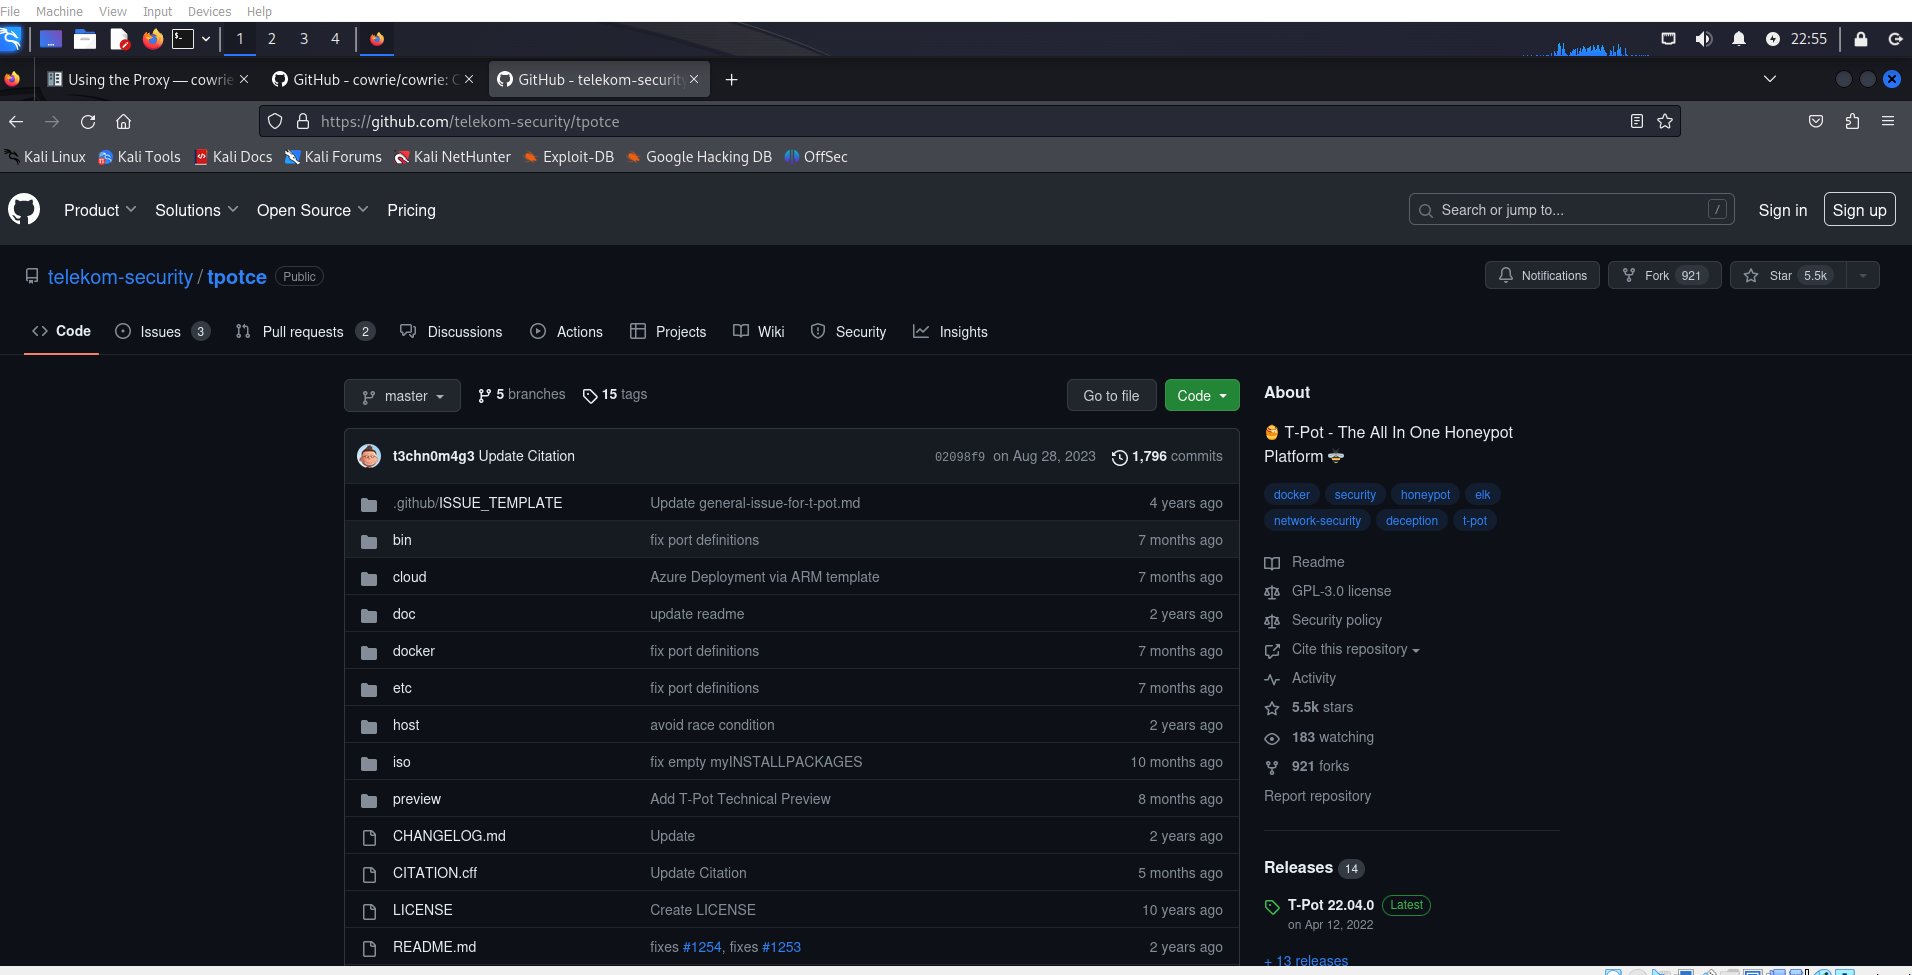 File Machine View Input Devices Help
1 2 3 4 22:55
Using the Proxy — cowrie GitHub - cowrie/cowrie: C GitHub - telekom-security
https://github.com/telekom-security/tpotce
Kali Linux Kali Tools Kali Docs Kali Forums Kali NetHunter Exploit-DB Google Hacking DB OffSec
Product Solutions Open Source Pricing Search or jump to... / Sign in Sign up
telekom-security / tpotce Public Notifications Fork 921 Star 5.5k
Code Issues 3 Pull requests 2 Discussions Actions Projects Wiki Security Insights
master 5 branches 15 tags Go to file Code
t3chn0m4g3 Update Citation 02098f9 on Aug 28, 2023 1,796 commits
.github/ISSUE_TEMPLATE Update general-issue-for-t-pot.md 4 years ago
bin fix port definitions 7 months ago
cloud Azure Deployment via ARM template 7 months ago
doc update readme 2 years ago
docker fix port definitions 7 months ago
etc fix port definitions 7 months ago
host avoid race condition 2 years ago
iso fix empty myINSTALLPACKAGES 10 months ago
preview Add T-Pot Technical Preview 8 months ago
CHANGELOG.md Update 2 years ago
CITATION.cff Update Citation 5 months ago
LICENSE Create LICENSE 10 years ago
README.md fixes #1254, fixes #1253 2 years ago
About
T-Pot - The All In One Honeypot
Platform
docker security honeypot elk
network-security deception t-pot
Readme
GPL-3.0 license
Security policy
Cite this repository
Activity
5.5k stars
183 watching
921 forks
Report repository
Releases 14
T-Pot 22.04.0 Latest
on Apr 12, 2022
+ 13 releases